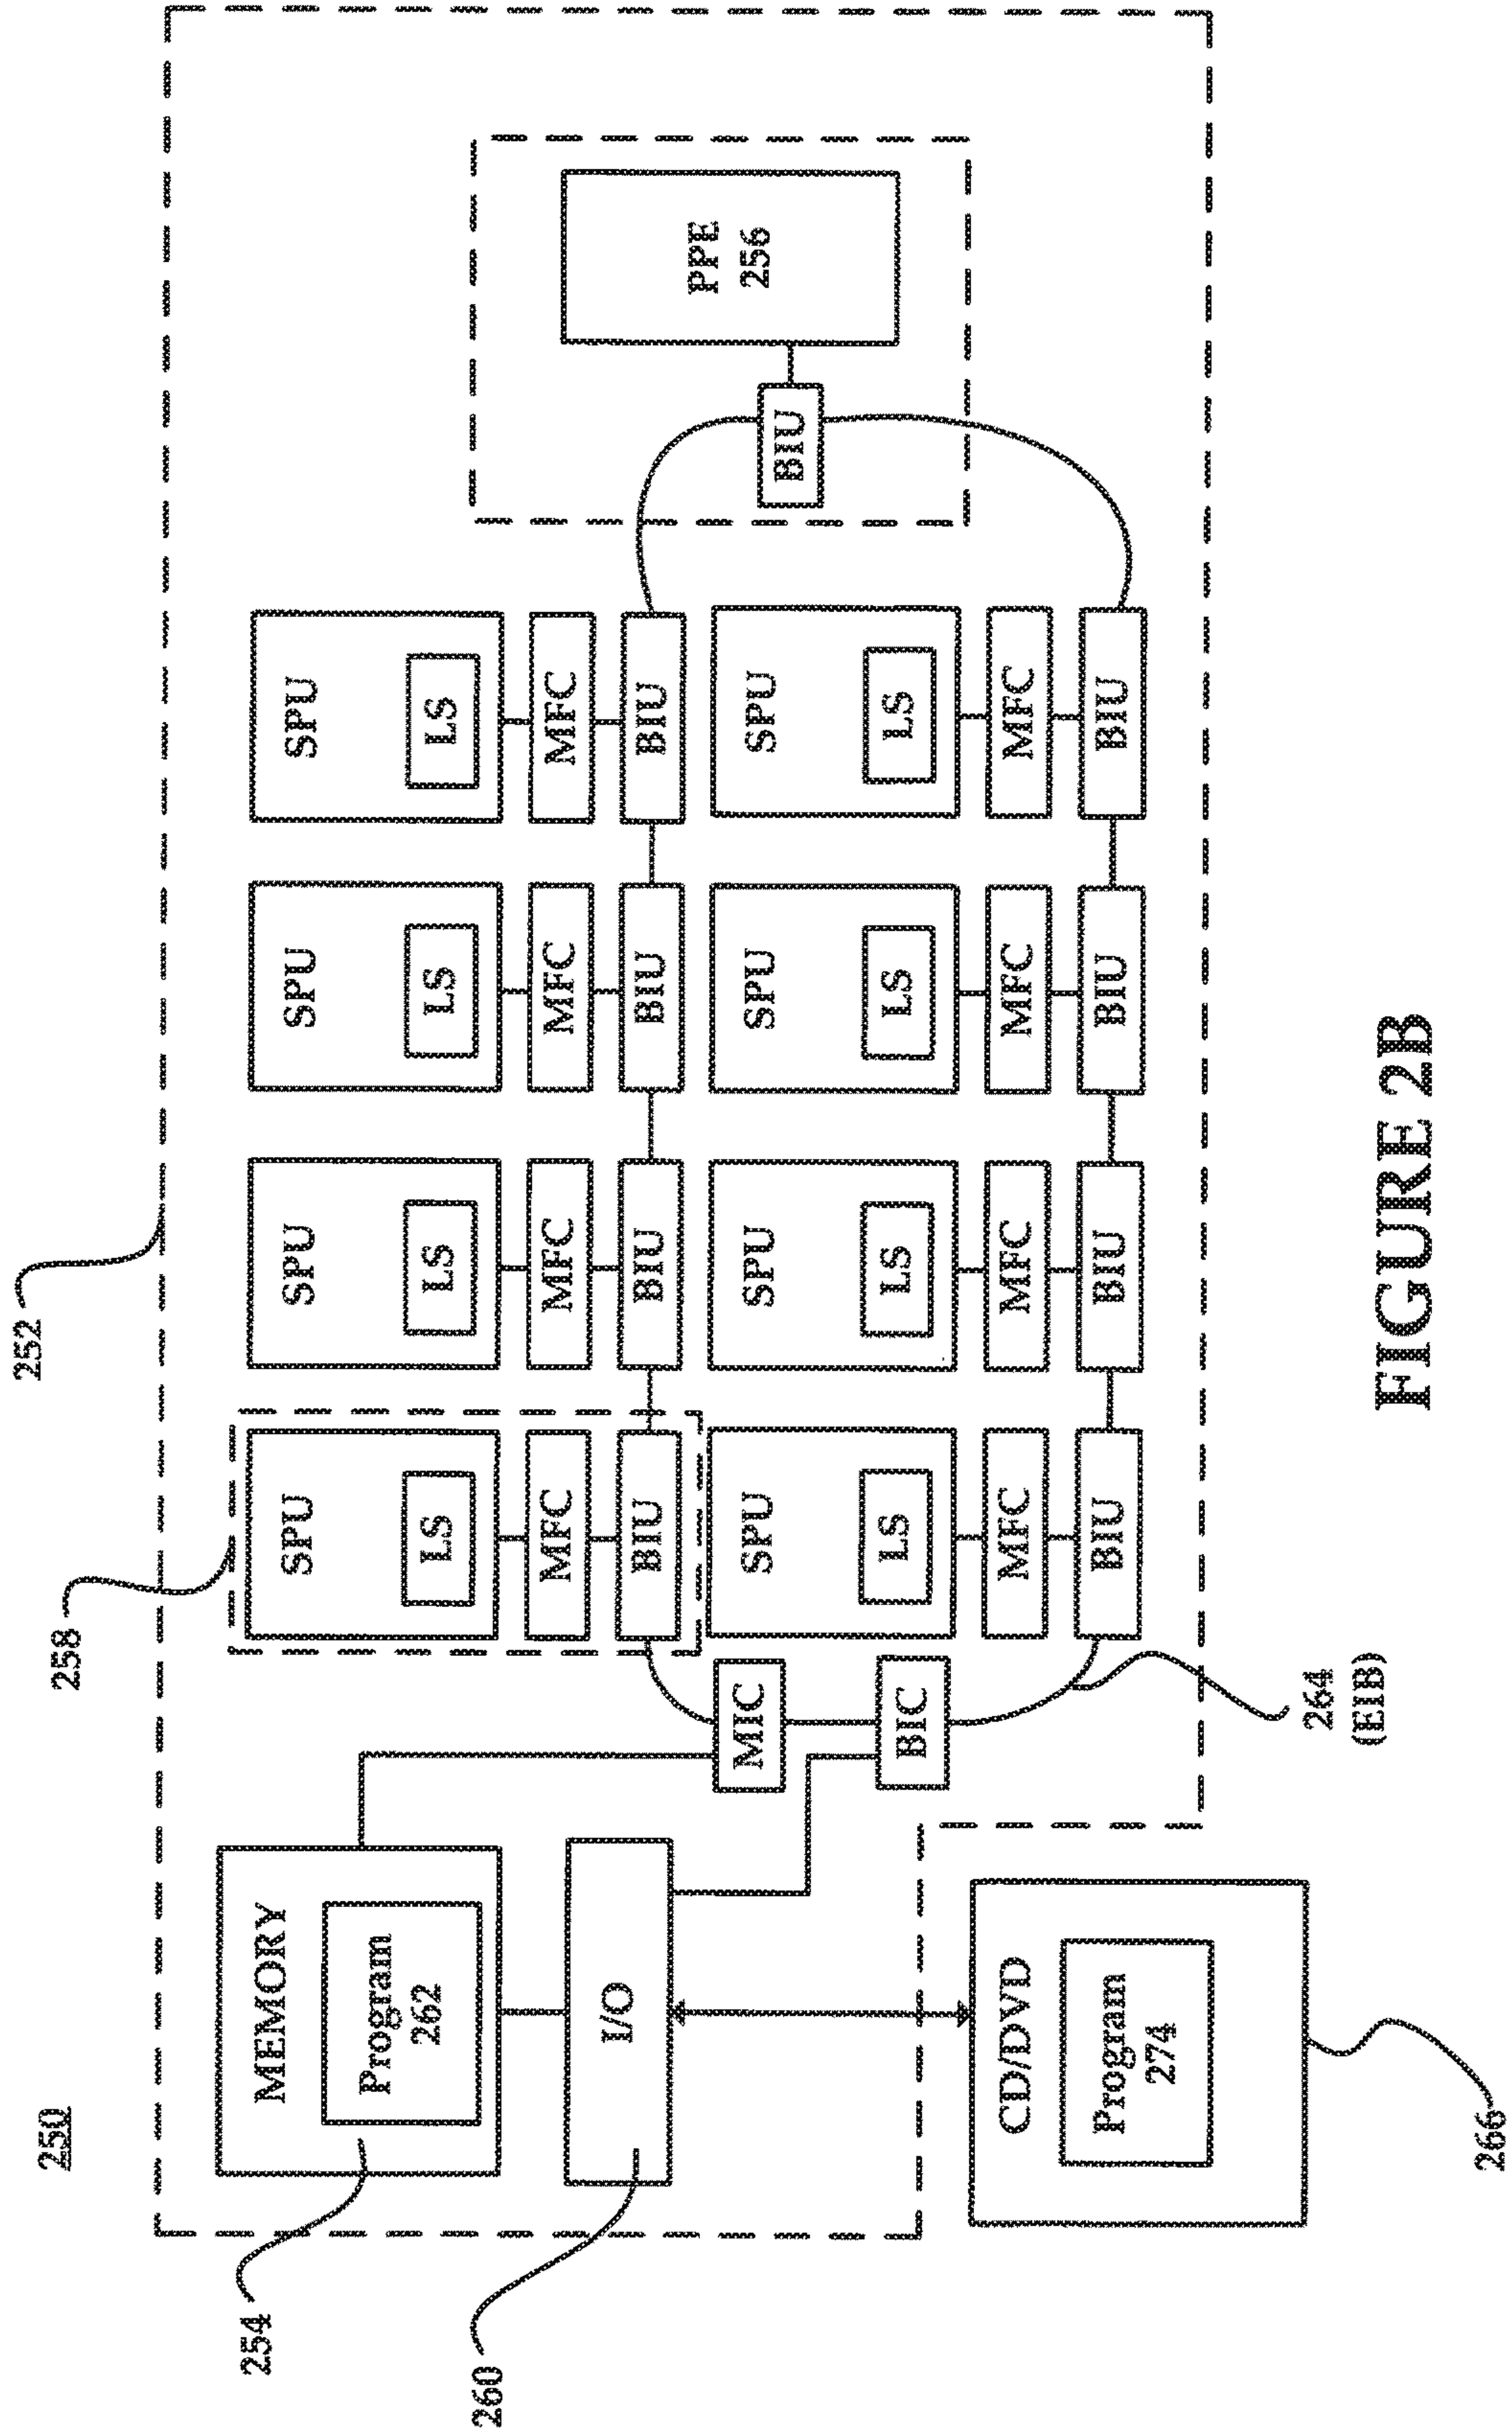 250
252
258
254
260
MEMORY
Program
262
I/O
CD/DVD
Program
274
266
MIC
BIC
264
(EIB)
SPU
LS
MFC
BIU
SPU
LS
MFC
BIU
SPU
LS
MFC
BIU
SPU
LS
MFC
BIU
SPU
LS
MFC
BIU
SPU
LS
MFC
BIU
SPU
LS
MFC
BIU
SPU
LS
MFC
BIU
BIU
PPE
256
FIGURE 2B